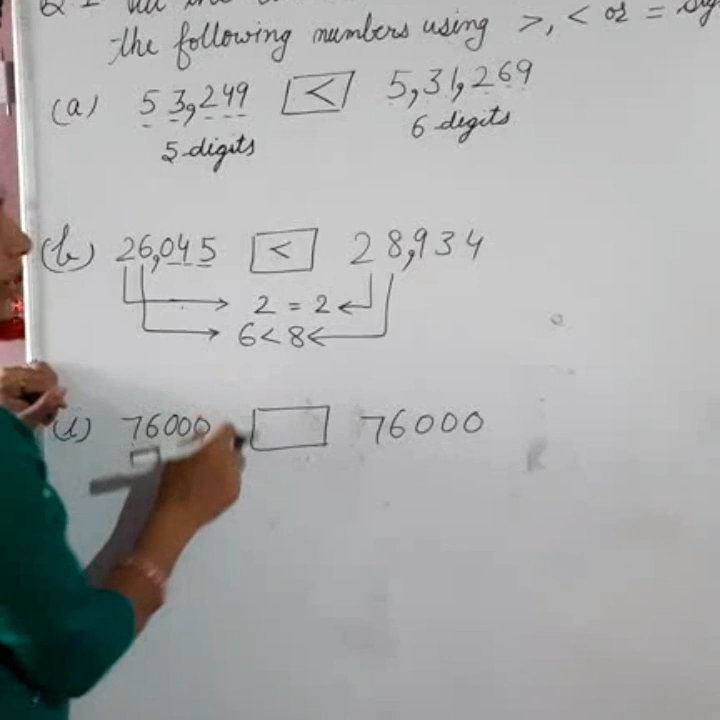 the following numbers using >, < or =
(a) 53,249 < 5,31,269
5 digits 6 digits
(b) 26,045 < 28,934
2 = 2
6 < 8
76000 76000